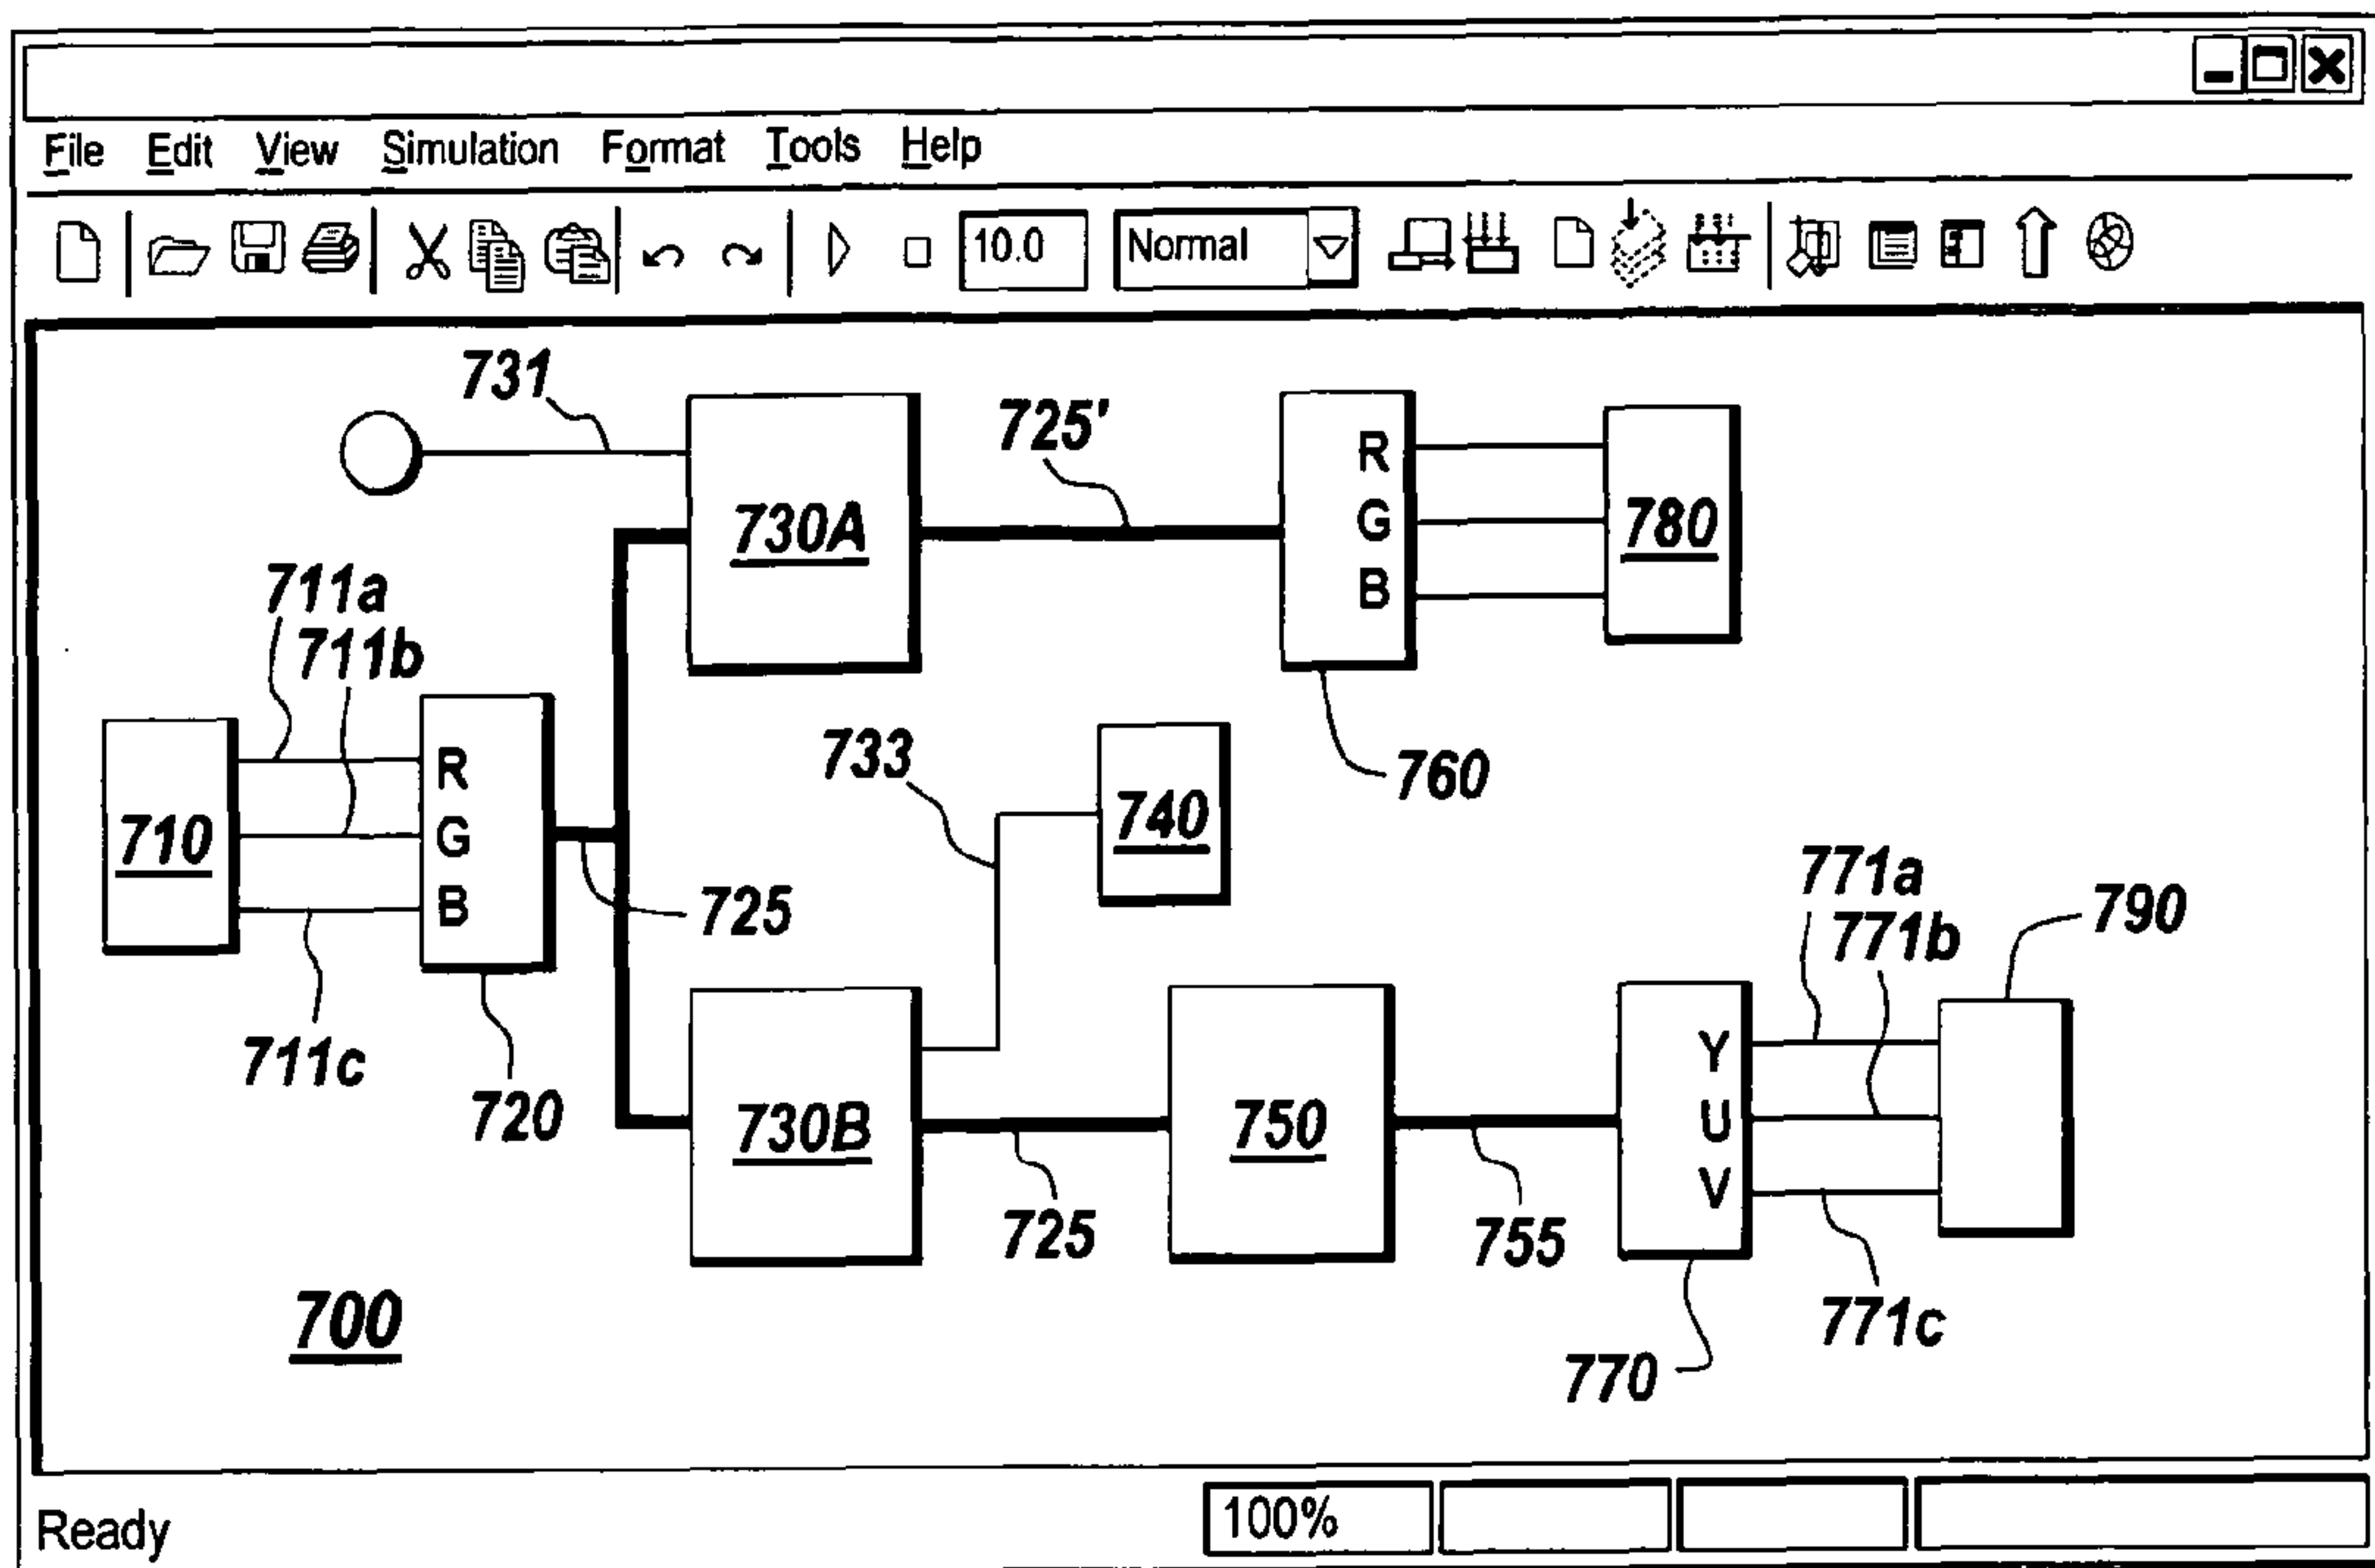 File Edit View Simulation Format Tools Help
10.0 Normal
731
725'
730A
R
G
B
780
711a
711b
760
733
740
710
R
G
B
725
711c
720
771a
771b
790
730B
750
Y
U
V
725
755
771c
770
700
Ready 100%